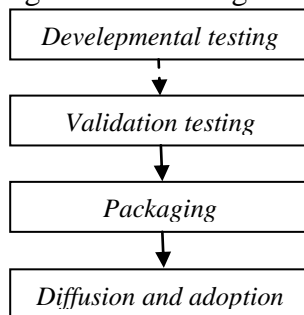 Develepmental testing
Validation testing
Packaging
Diffusion and adoption